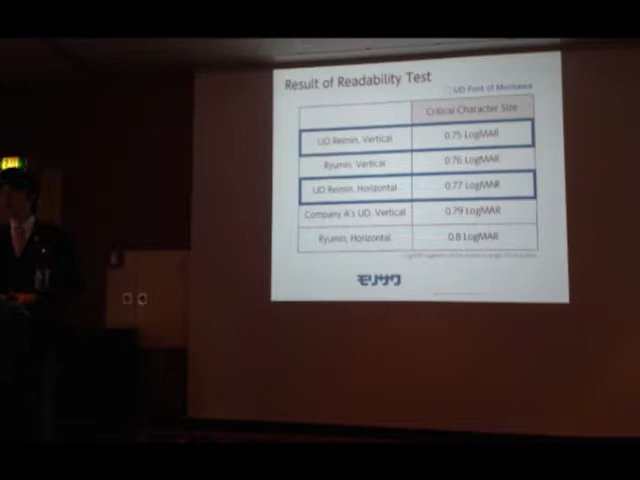 EXIT
Result of Readability Test
: UD Font of Morisawa
Critical Character Size
UD Reimin, Vertical 0.75 LogMAR
Ryumin, Vertical 0.76 LogMAR
UD Reimin, Horizontal 0.77 LogMAR
Company A's UD, Vertical 0.79 LogMAR
Ryumin, Horizontal 0.8 LogMAR
モリサワ